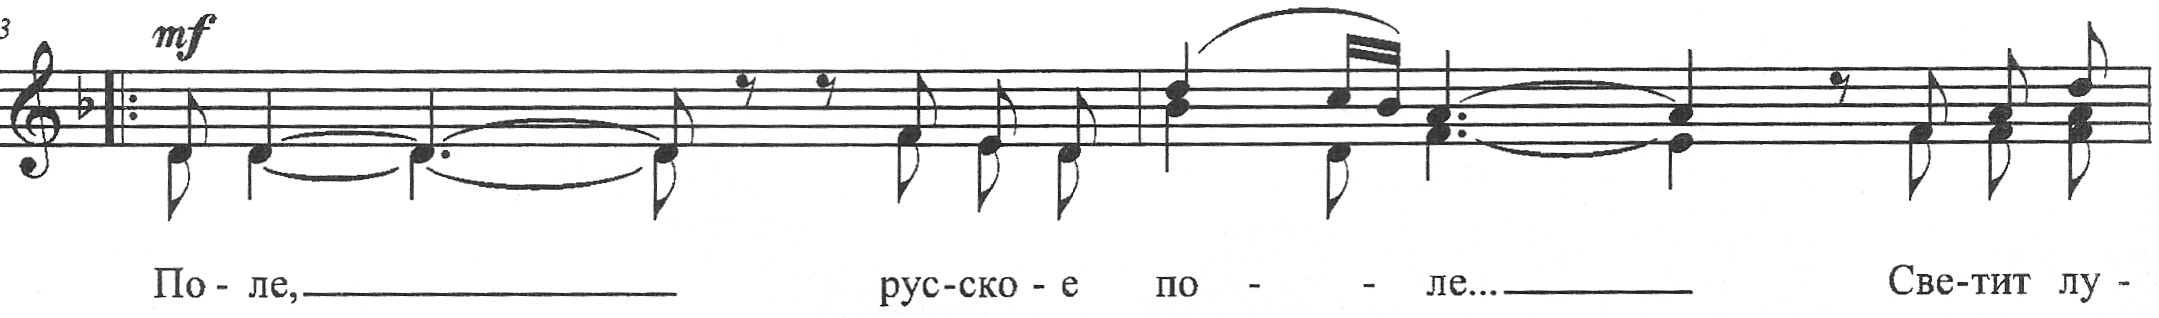 3
mf
По - ле, рус-ско - е по - - ле... Све-тит лу -